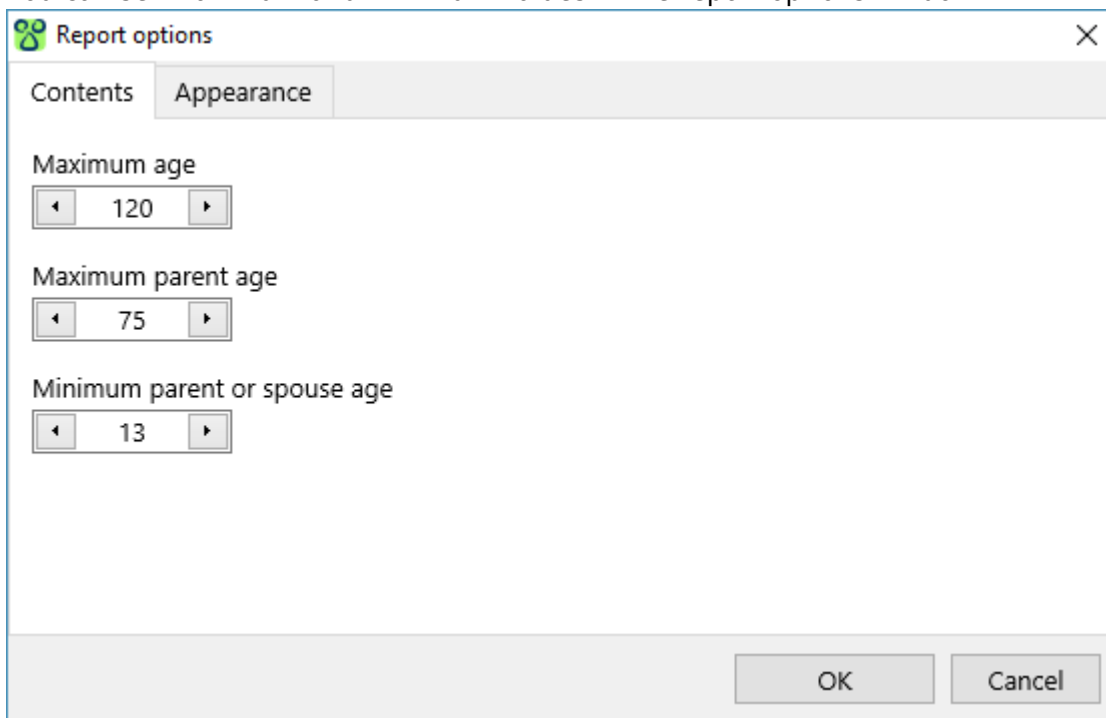 Report options
Contents Appearance
Maximum age
120
Maximum parent age
75
Minimum parent or spouse age
13
OK Cancel